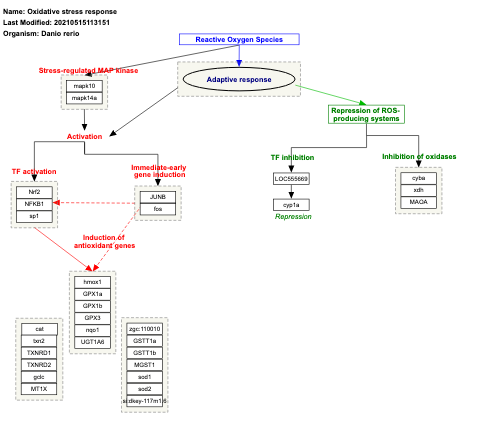 Name: Oxidative stress response
Last Modified: 20210515113151
Organism: Danio rerio
Reactive Oxygen Species
Stress-regulated MAP kinase
mapk10
mapk14a
Adaptive response
Repression of ROS-
producing systems
Activation
TF inhibition
Inhibition of oxidases
TF activation
Immediate-early
gene induction
LOC555669
cyba
xdh
MAOA
Nrf2
NFKB1
sp1
JUNB
fos
cyp1a
Repression
Induction of
antioxidant genes
hmox1
GPX1a
GPX1b
GPX3
nqo1
UGT1A6
cat
txn2
TXNRD1
TXNRD2
gclc
MT1X
zgc:110010
GSTT1a
GSTT1b
MGST1
sod1
sod2
si:dkey-117m1.6